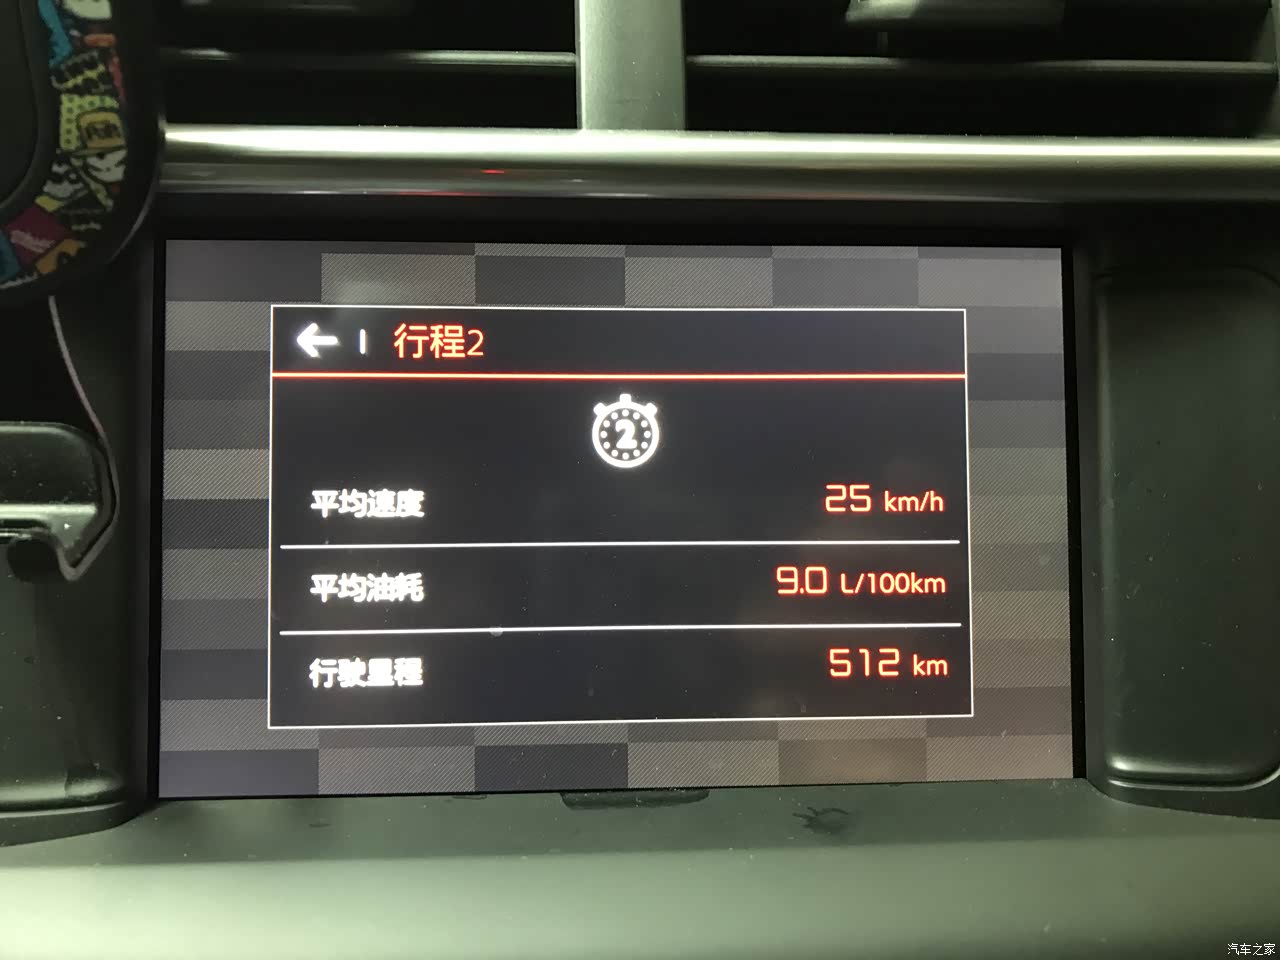 行程2
2
平均速度 25 km/h
平均油耗 9.0 L/100km
行驶里程 512 km
汽车之家